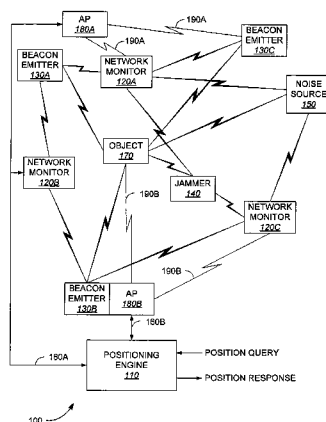 AP
180A
190A
BEACON
EMITTER
130C
190A
BEACON
EMITTER
130A
NETWORK
MONITOR
120A
NOISE
SOURCE
150
OBJECT
170
NETWORK
MONITOR
120B
190B
JAMMER
140
NETWORK
MONITOR
120C
190B
BEACON
EMITTER
130B
AP
180B
160B
160A
POSITIONING
ENGINE
110
POSITION QUERY
POSITION RESPONSE
100